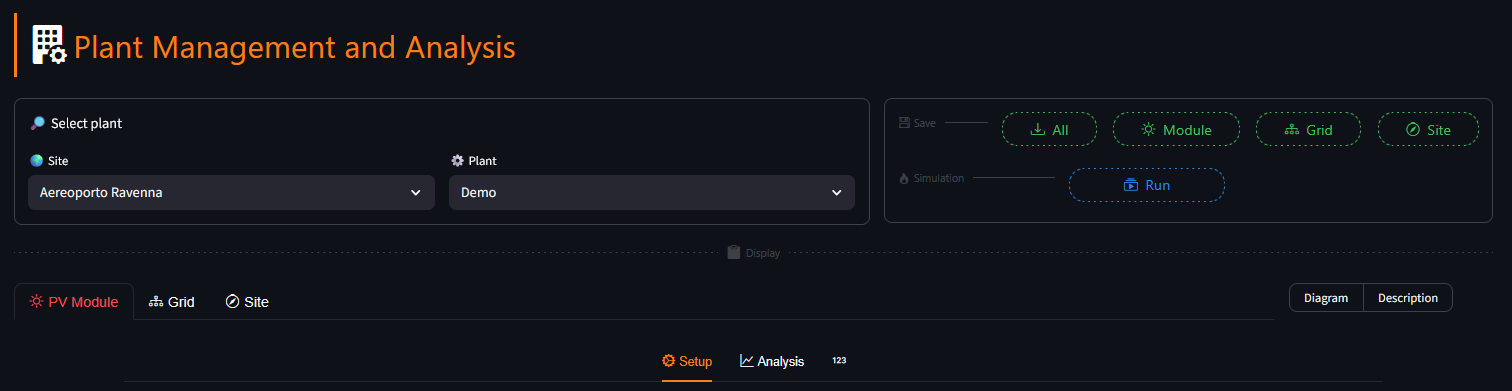 Plant Management and Analysis
Select plant
Site
Plant
Aereoporto Ravenna
Demo
Save
All
Module
Grid
Site
Simulation
Run
Display
PV Module
Grid
Site
Diagram
Description
Setup
Analysis
123